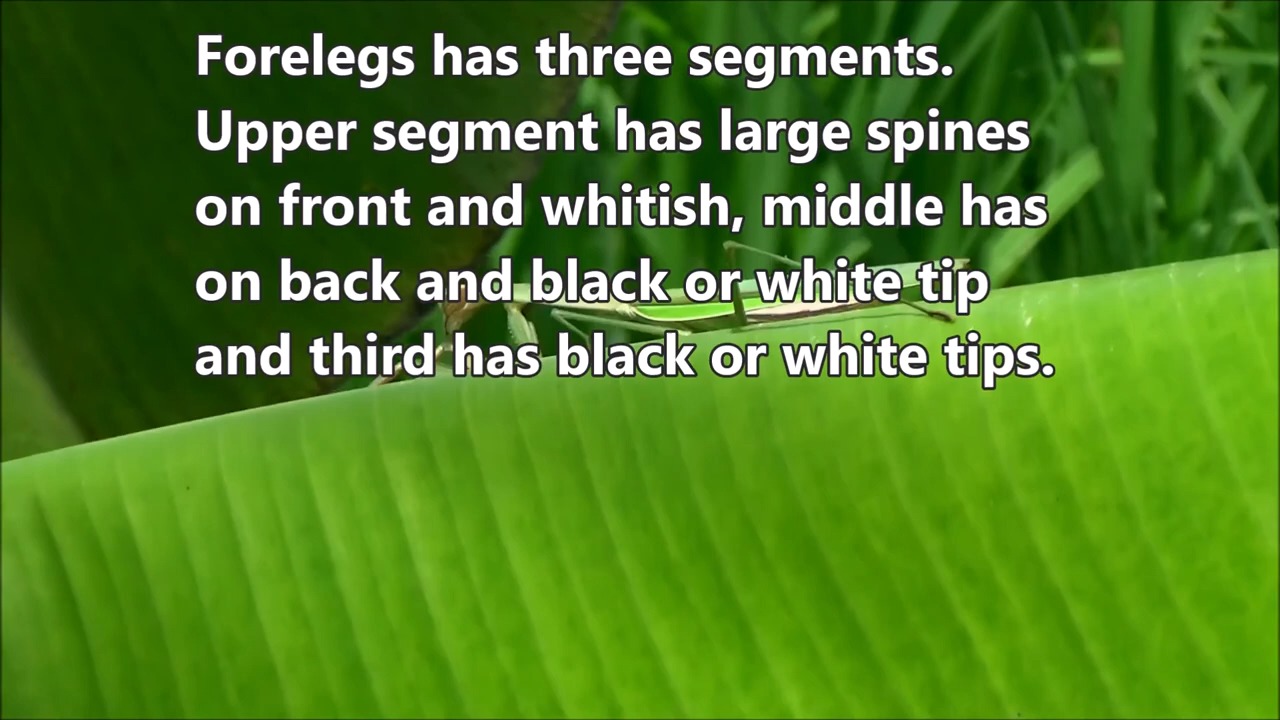 Forelegs has three segments.
Upper segment has large spines
on front and whitish, middle has
on back and black or white tip
and third has black or white tips.